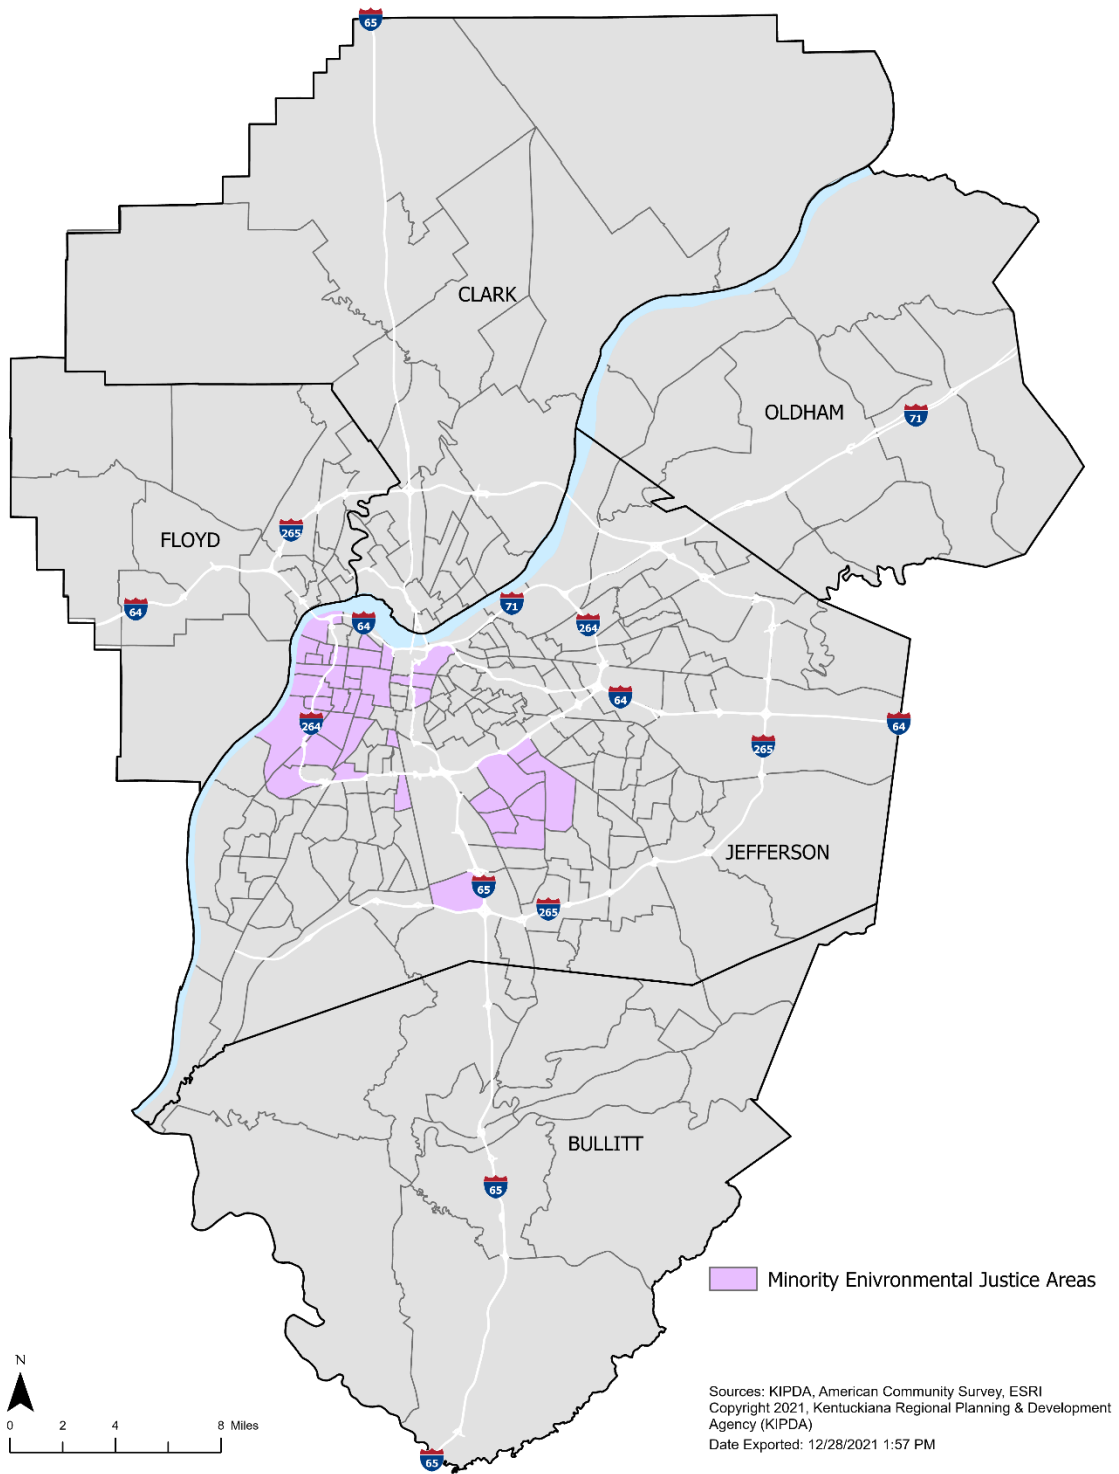 65
CLARK
OLDHAM
71
FLOYD
265
64
64
71
264
64
264
64
265
JEFFERSON
65
265
BULLITT
65
Minority Enivronmental Justice Areas
N
0 2 4 8 Miles
Sources: KIPDA, American Community Survey, ESRI
Copyright 2021, Kentuckiana Regional Planning & Development
Agency (KIPDA)
Date Exported: 12/28/2021 1:57 PM
65